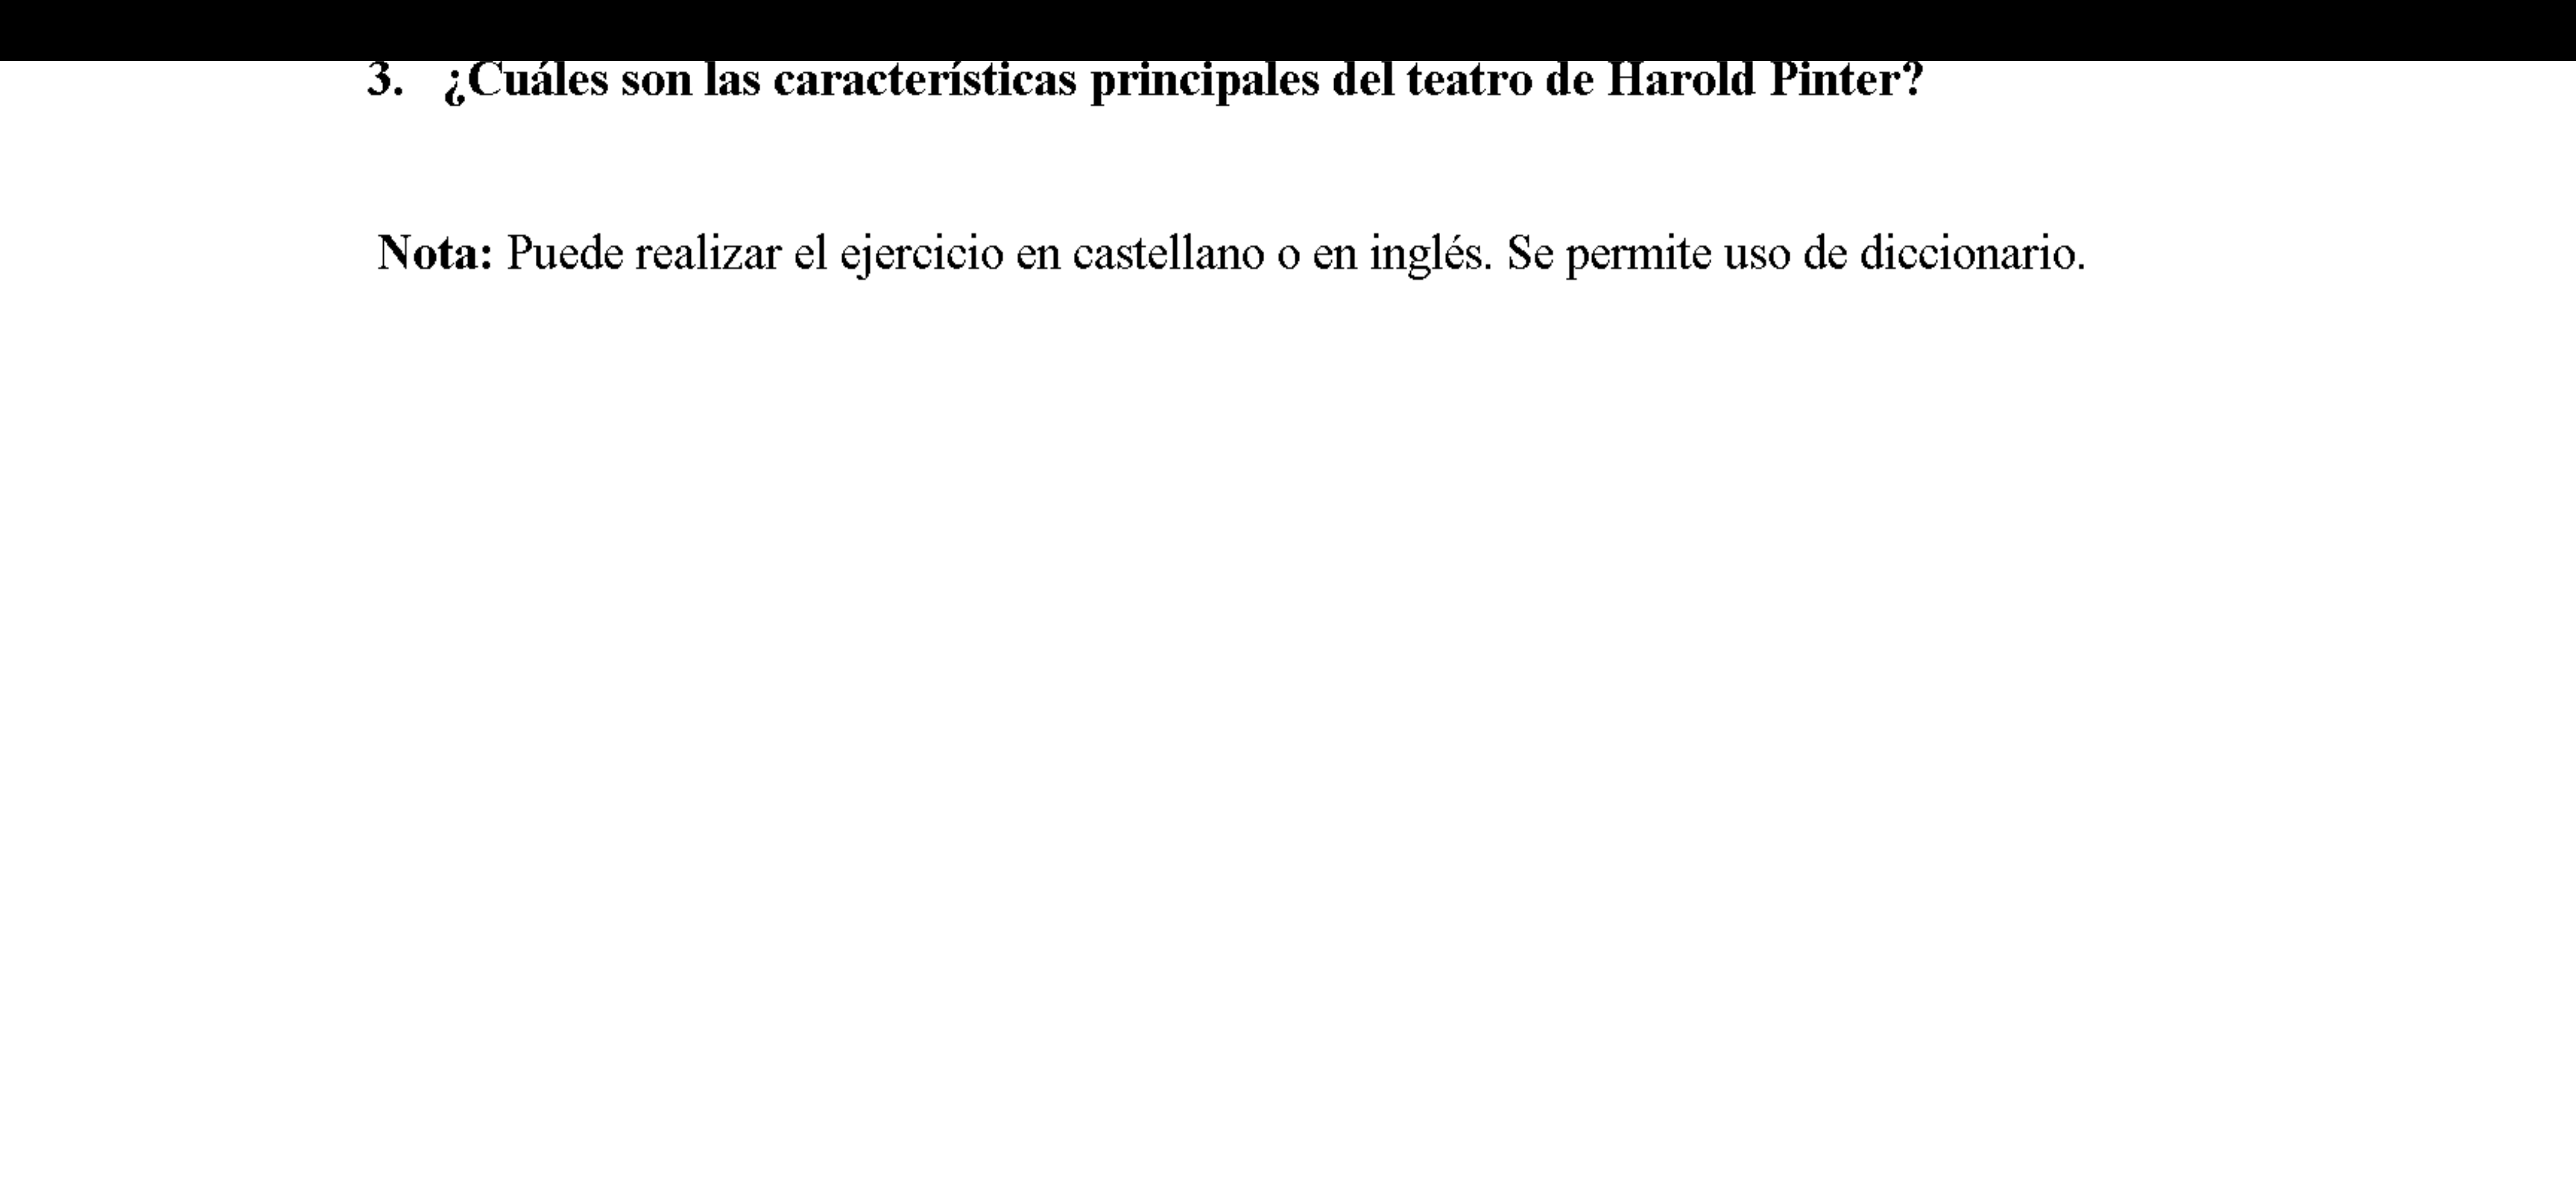 3. ¿Cuáles son las características principales del teatro de Harold Pinter?
Nota: Puede realizar el ejercicio en castellano o en inglés. Se permite uso de diccionario.